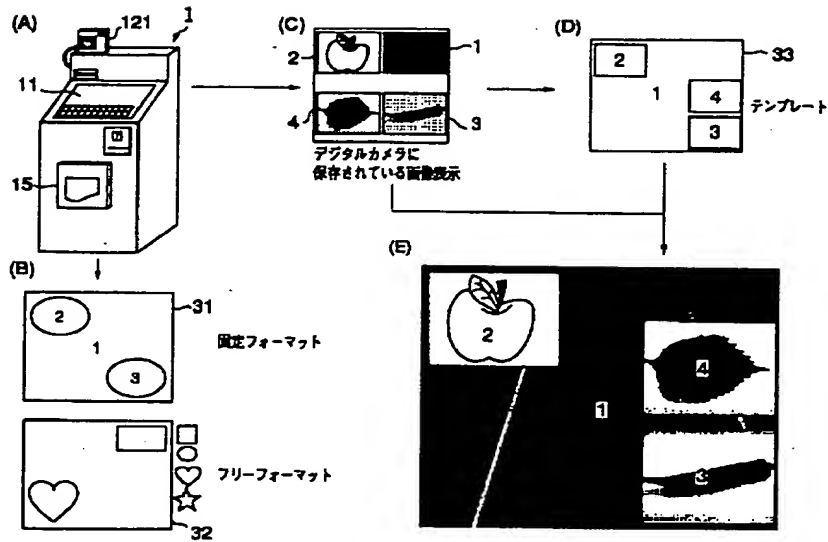 (A)
121
1
11
15
(C)
2
1
4
3
デジタルカメラに
保存されている画像表示
(D)
33
2
1
4
3
テンプレート
(B)
31
2
1
3
固定フォーマット
フリーフォーマット
32
(E)
2
1
4
3